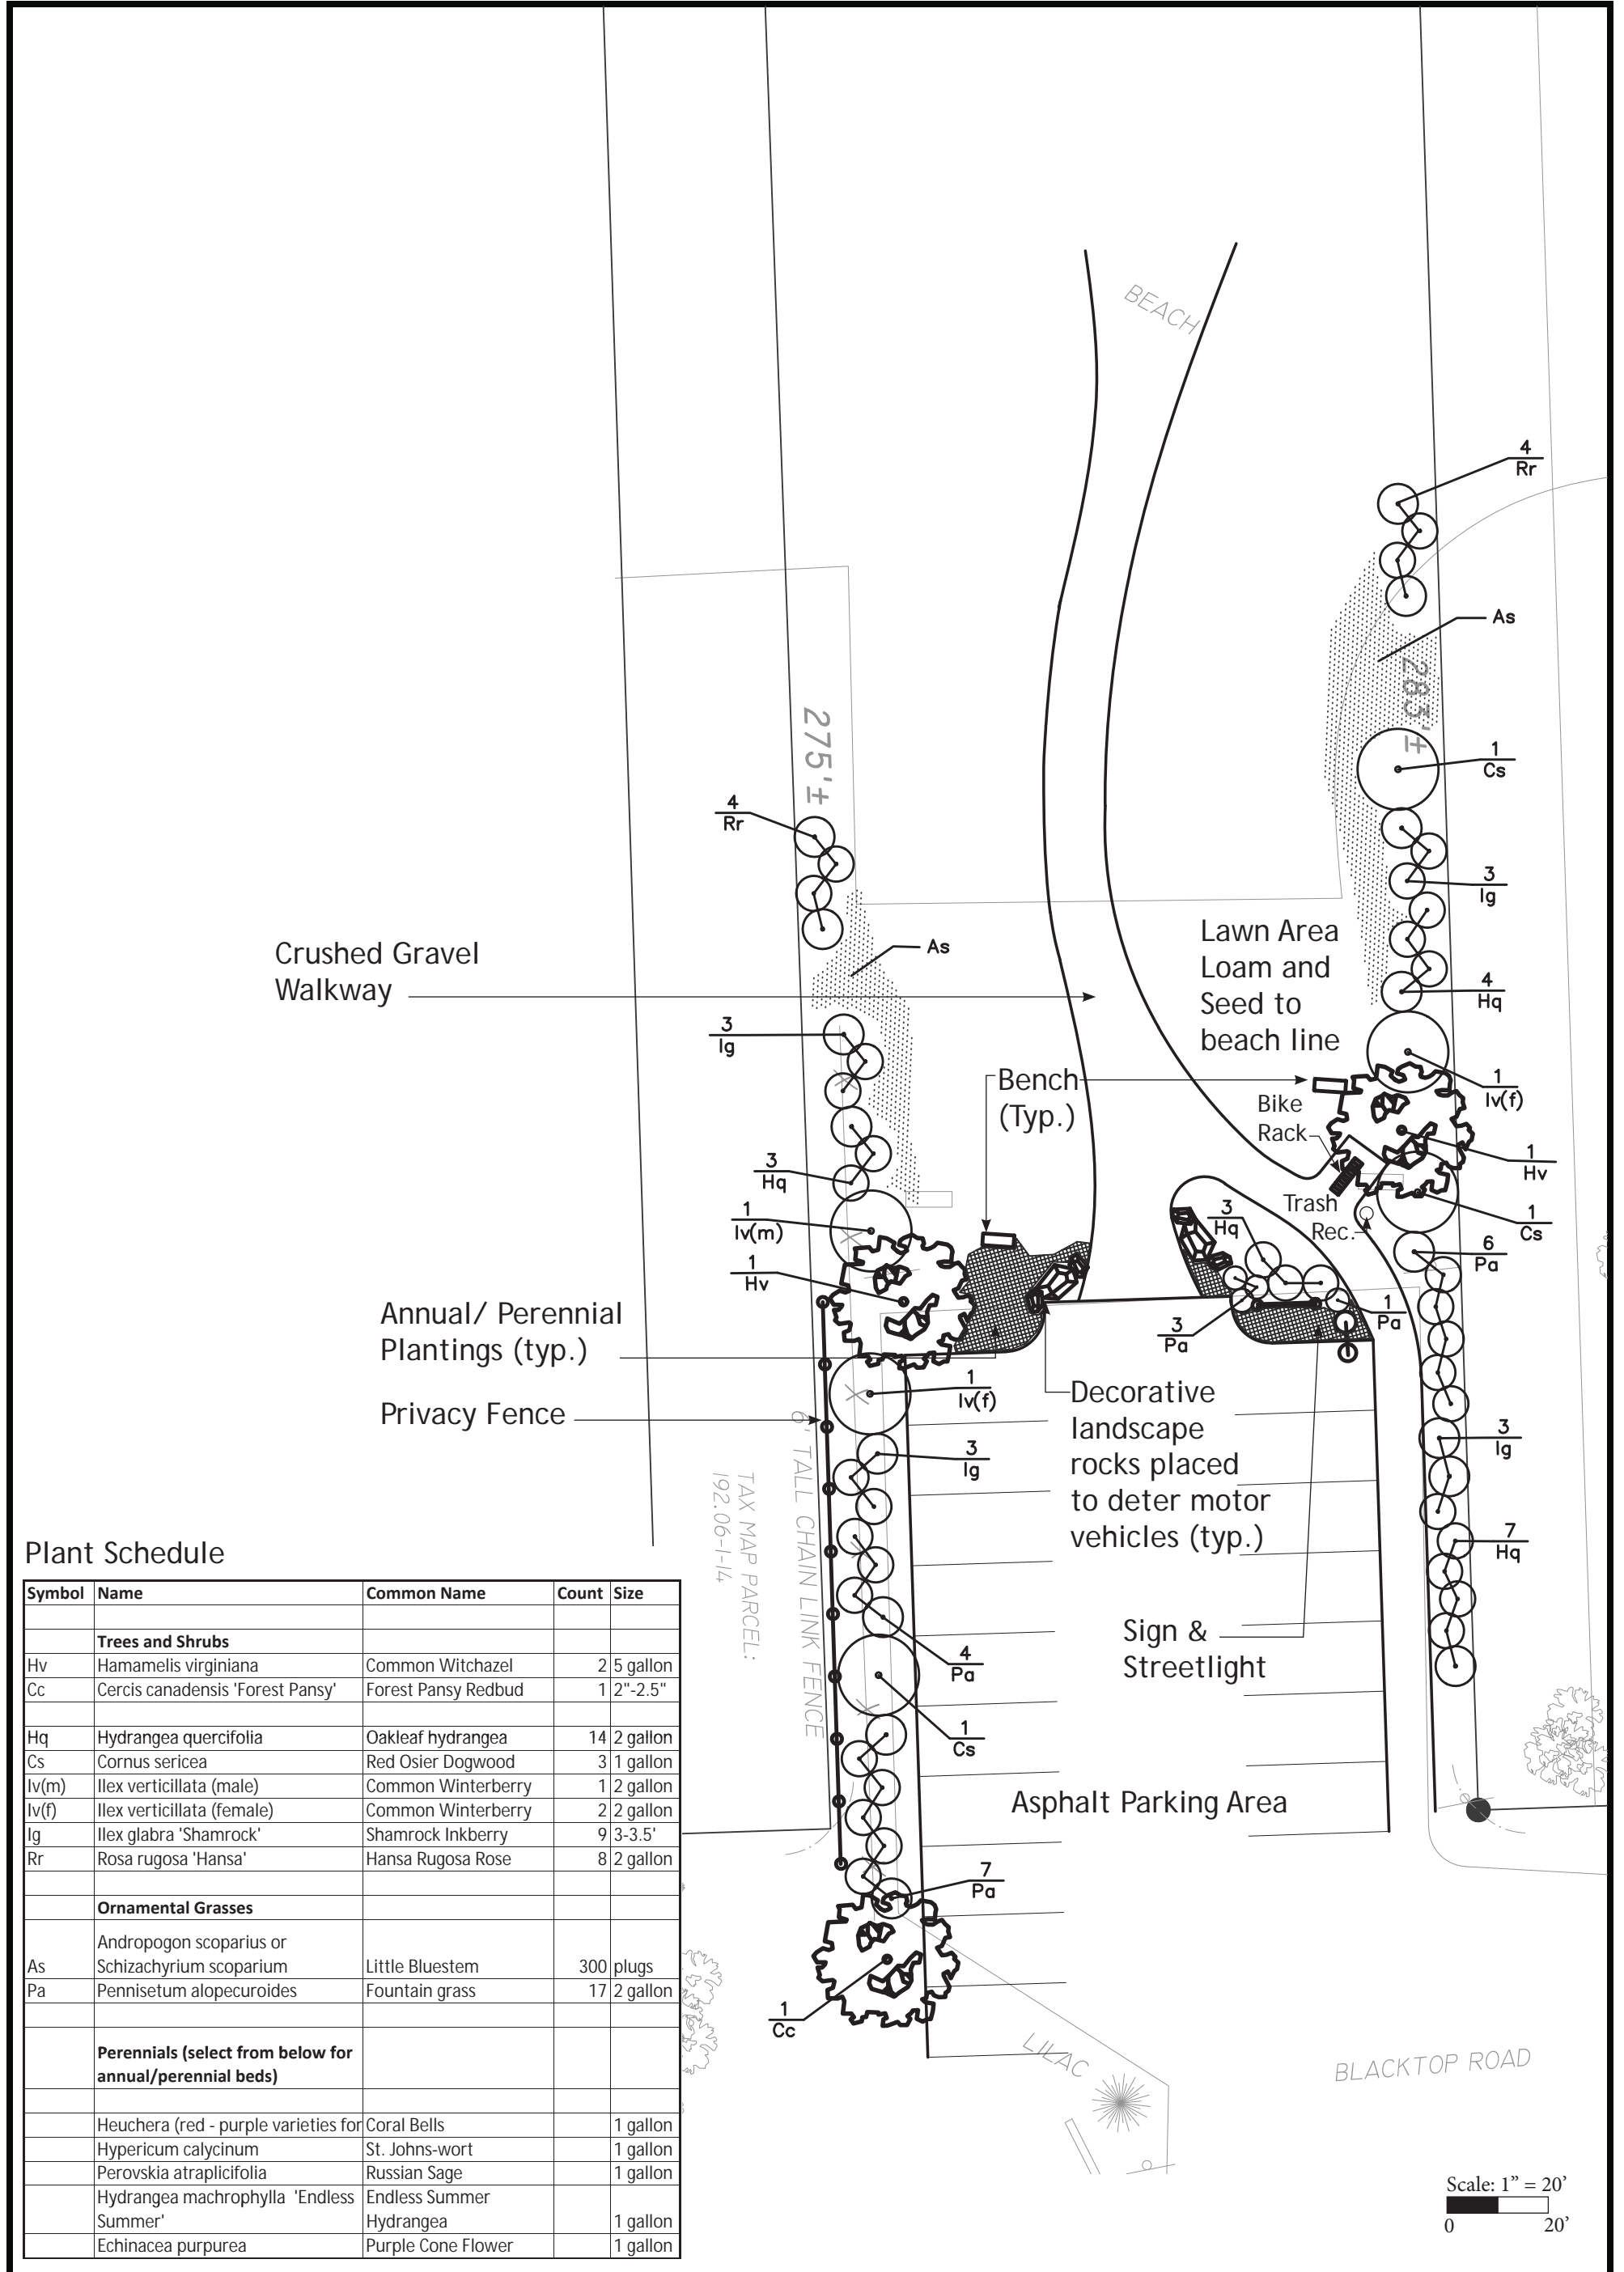 BEACH
4
Rr
As
283'±
275'±
1
Cs
4
Rr
3
Ig
Lawn Area
Loam and
Seed to
beach line
As
Crushed Gravel
Walkway
4
Hq
3
Ig
Bench
(Typ.)
1
Iv(f)
Bike
Rack
3
Hq
1
Hv
Trash
Rec.
3
Hq
1
Iv(m)
1
Cs
6
Pa
1
Hv
Annual/ Perennial
Plantings (typ.)
1
Pa
3
Pa
1
Iv(f)
Decorative
landscape
rocks placed
to deter motor
vehicles (typ.)
Privacy Fence
6' TALL CHAIN LINK FENCE
3
Ig
3
Ig
TAX MAP PARCEL:
192.06-1-14
7
Hq
Sign &
Streetlight
4
Pa
1
Cs
Asphalt Parking Area
7
Pa
1
Cc
LILAC
BLACKTOP ROAD
Plant Schedule
Symbol Name Common Name Count Size
Trees and Shrubs
Hv Hamamelis virginiana Common Witchazel 2 5 gallon
Cc Cercis canadensis 'Forest Pansy' Forest Pansy Redbud 1 2"-2.5"
Hq Hydrangea quercifolia Oakleaf hydrangea 14 2 gallon
Cs Cornus sericea Red Osier Dogwood 3 1 gallon
Iv(m) Ilex verticillata (male) Common Winterberry 1 2 gallon
Iv(f) Ilex verticillata (female) Common Winterberry 2 2 gallon
Ig Ilex glabra 'Shamrock' Shamrock Inkberry 9 3-3.5'
Rr Rosa rugosa 'Hansa' Hansa Rugosa Rose 8 2 gallon
Ornamental Grasses
Andropogon scoparius or
As Schizachyrium scoparium Little Bluestem 300 plugs
Pa Pennisetum alopecuroides Fountain grass 17 2 gallon
Perennials (select from below for
annual/perennial beds)
Heuchera (red - purple varieties for Coral Bells 1 gallon
Hypericum calycinum St. Johns-wort 1 gallon
Perovskia atraplicifolia Russian Sage 1 gallon
Hydrangea machrophylla 'Endless Endless Summer
Summer' Hydrangea 1 gallon
Echinacea purpurea Purple Cone Flower 1 gallon
Scale: 1” = 20’
0 20’